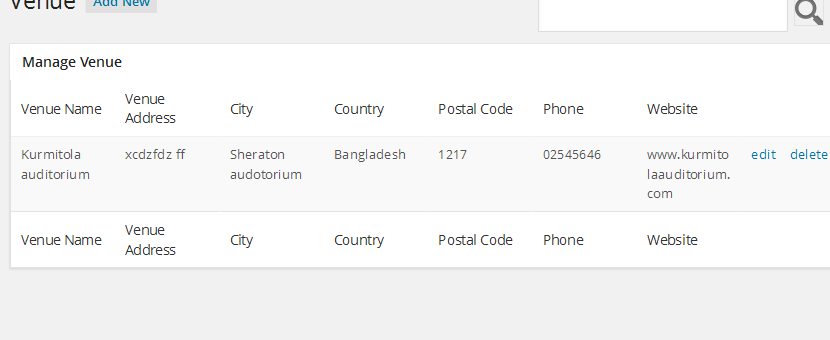 Venue Add New
Manage Venue
Venue Name Venue Address City Country Postal Code Phone Website
Kurmitola auditorium xcdzfdz ff Sheraton audotorium Bangladesh 1217 02545646 www.kurmitolaauditorium.com edit delete
Venue Name Venue Address City Country Postal Code Phone Website